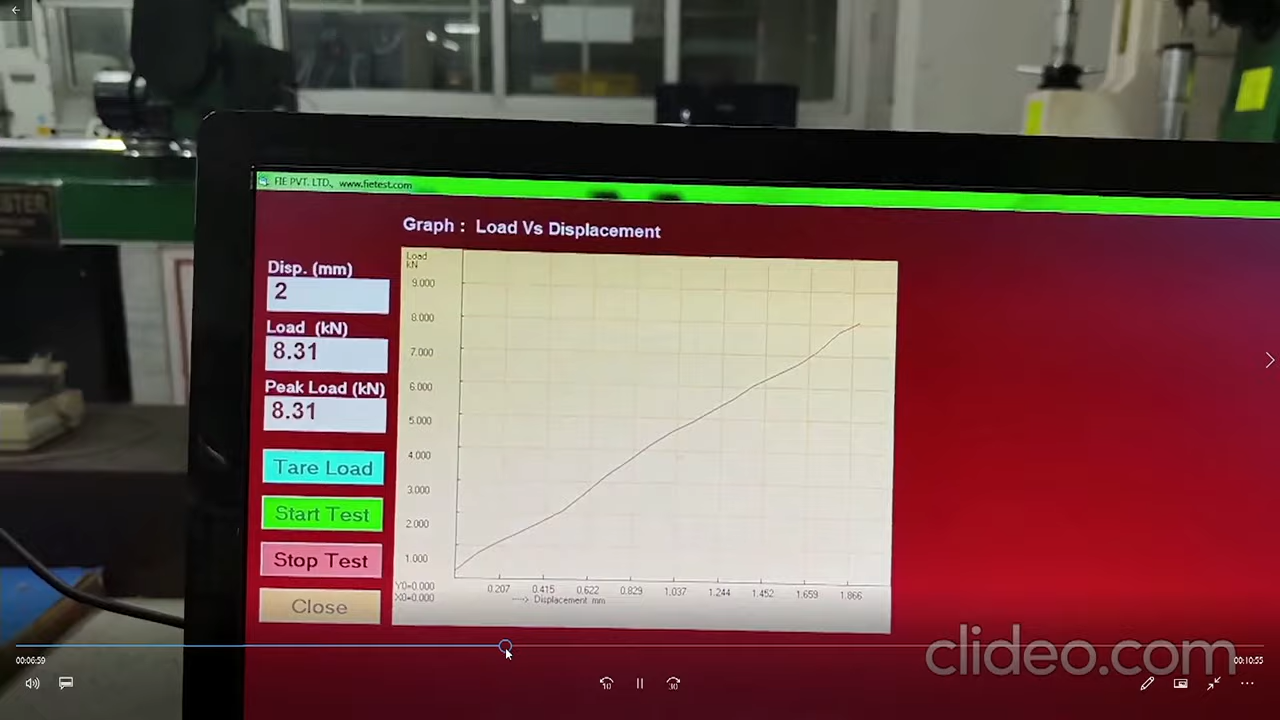 FIE PVT. LTD., www.fietest.com
Graph : Load Vs Displacement
Disp. (mm)
2
Load (kN)
8.31
Peak Load (kN)
8.31
Tare Load
Start Test
Stop Test
Close
Load
kN
9.000
8.000
7.000
6.000
5.000
4.000
3.000
2.000
1.000
Y0=0.000
X0=0.000
0.207 0.415 0.622 0.829 1.037 1.244 1.452 1.659 1.866
---> Displacement mm
clideo.com
00:06:59
00:10:55
10
30